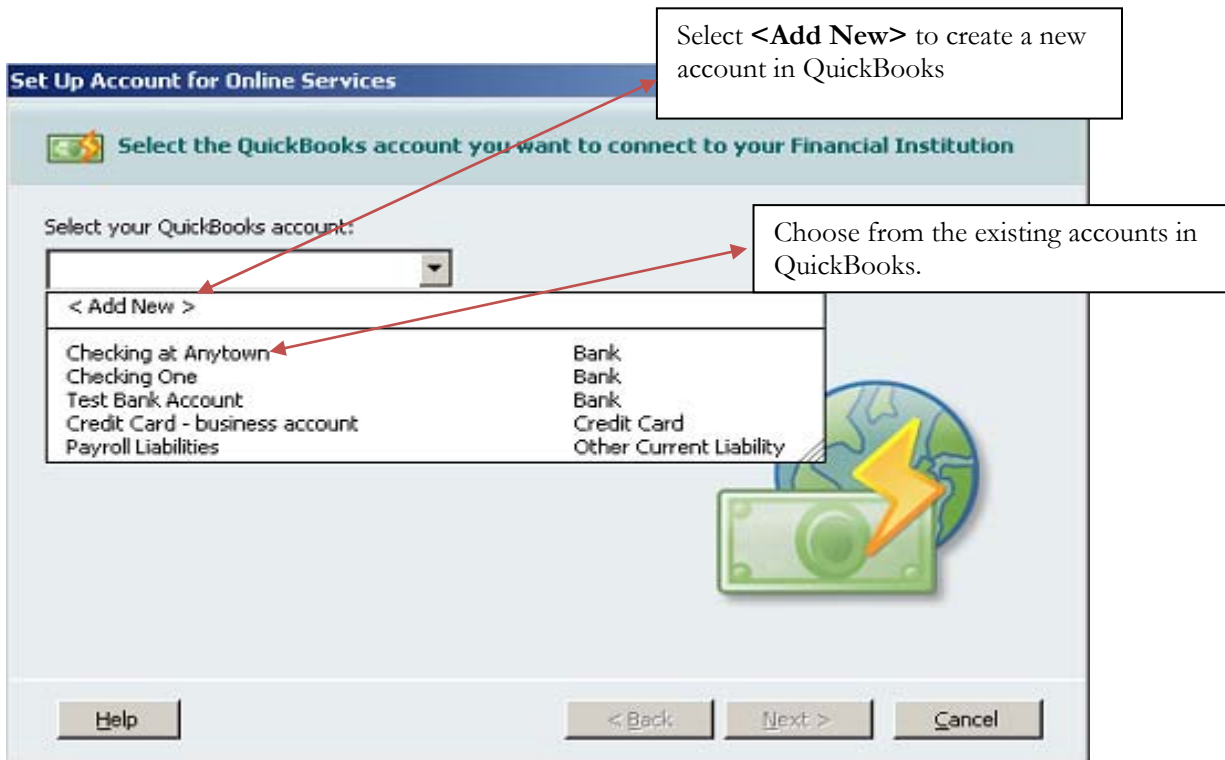 Select <Add New> to create a new
account in QuickBooks
Set Up Account for Online Services
Select the QuickBooks account you want to connect to your Financial Institution
Select your QuickBooks account:
Choose from the existing accounts in
QuickBooks.
< Add New >
Checking at Anytown Bank
Checking One Bank
Test Bank Account Bank
Credit Card - business account Credit Card
Payroll Liabilities Other Current Liability
Help < Back Next > Cancel